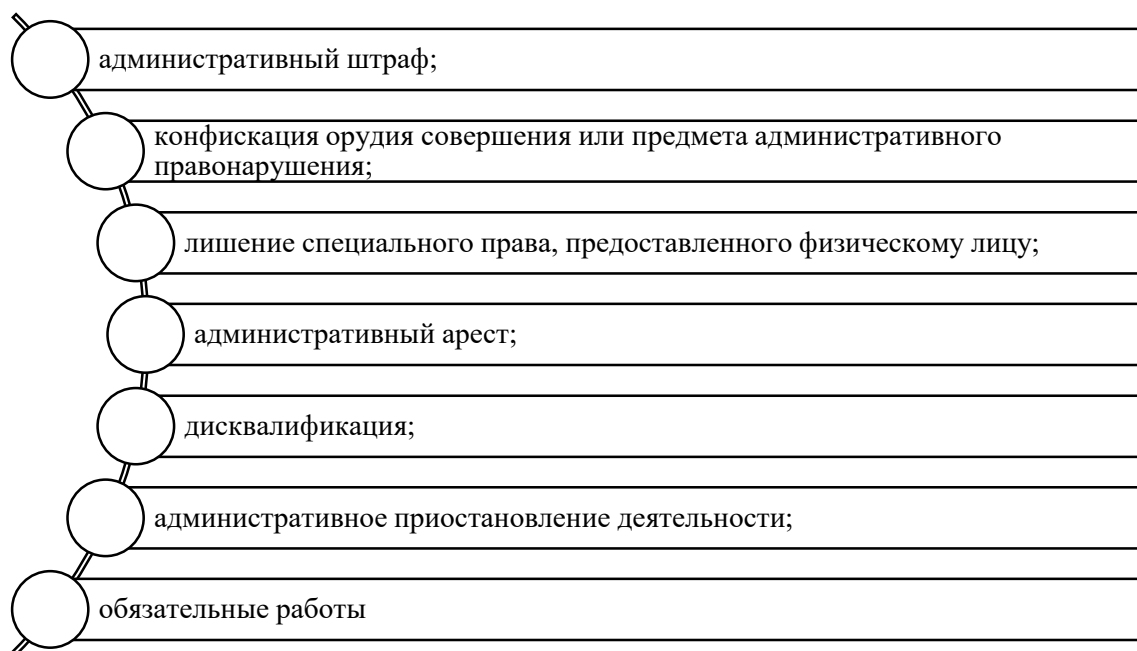 административный штраф;
конфискация орудия совершения или предмета административного
правонарушения;
лишение специального права, предоставленного физическому лицу;
административный арест;
дисквалификация;
административное приостановление деятельности;
обязательные работы